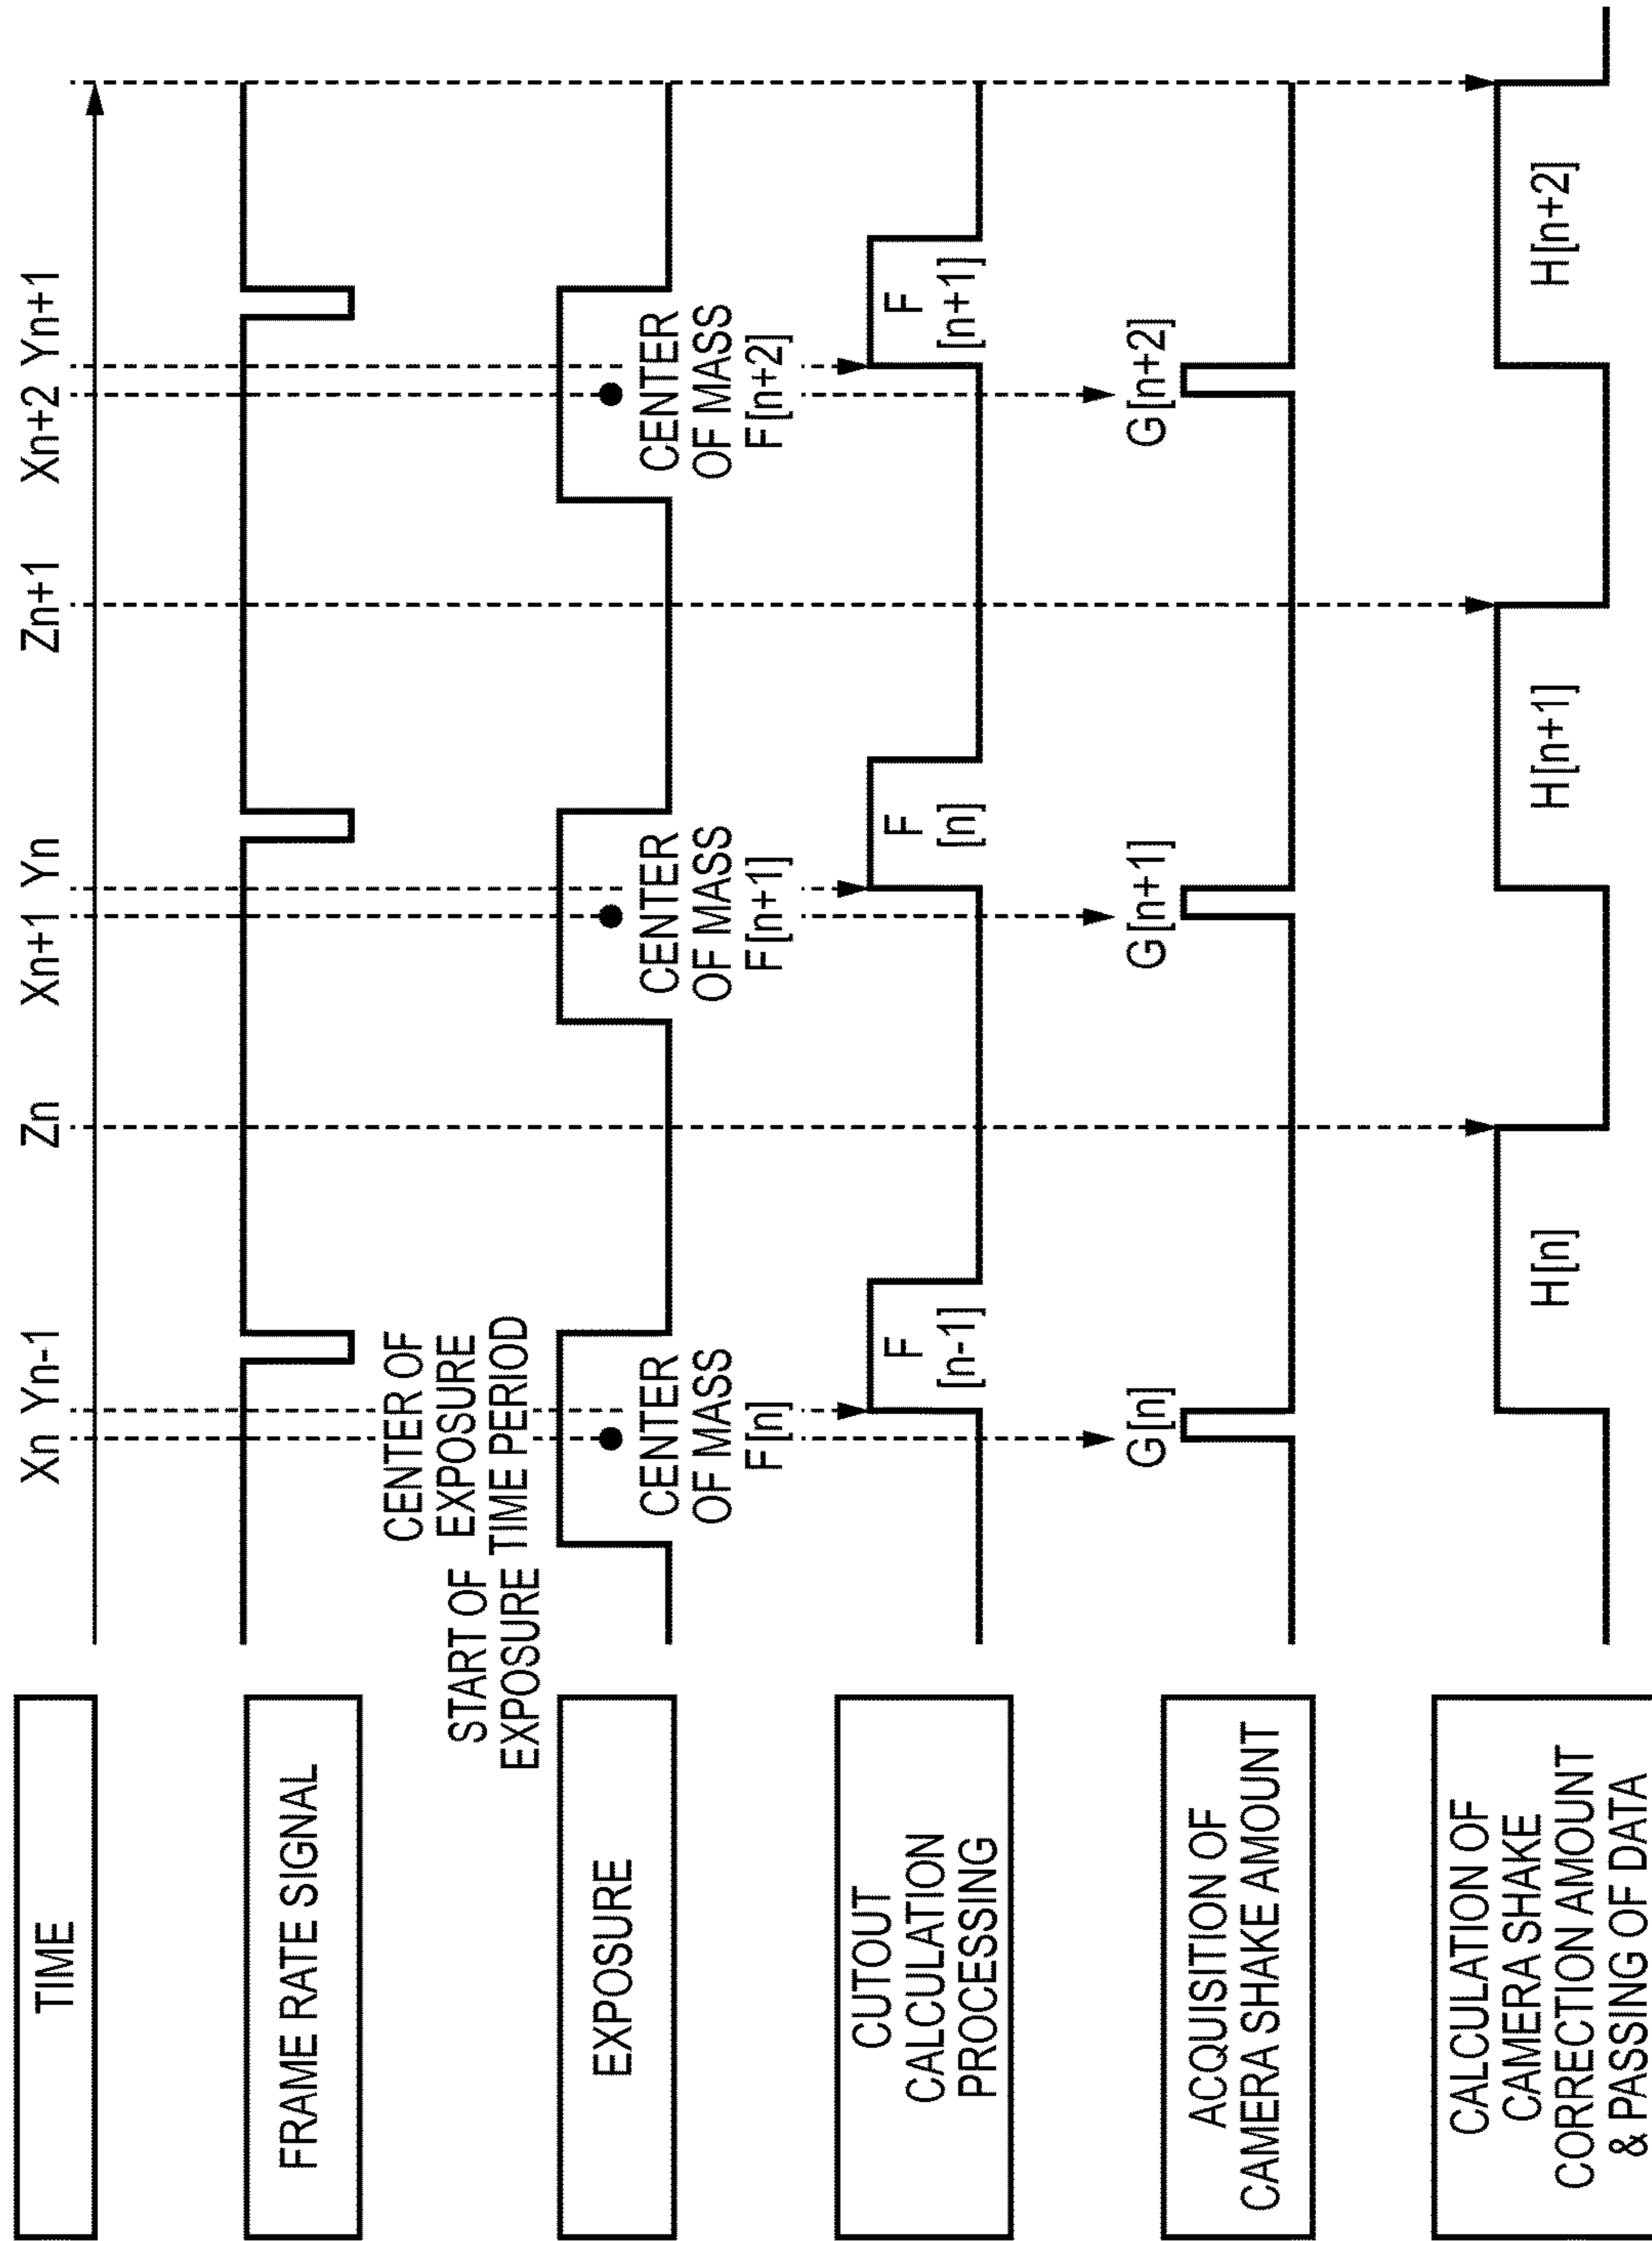 TIME
Xn Yn-1
Zn
Xn+1 Yn
Zn+1
Xn+2 Yn+1
FRAME RATE SIGNAL
CENTER OF
EXPOSURE
TIME PERIOD
START OF
EXPOSURE
EXPOSURE
CENTER
OF MASS
F[n]
CENTER
OF MASS
F[n+1]
CENTER
OF MASS
F[n+2]
CUTOUT
CALCULATION
PROCESSING
F
[n-1]
F
[n]
F
[n+1]
ACQUISITION OF
CAMERA SHAKE AMOUNT
G[n]
G[n+1]
G[n+2]
CALCULATION OF
CAMERA SHAKE
CORRECTION AMOUNT
& PASSING OF DATA
H[n]
H[n+1]
H[n+2]